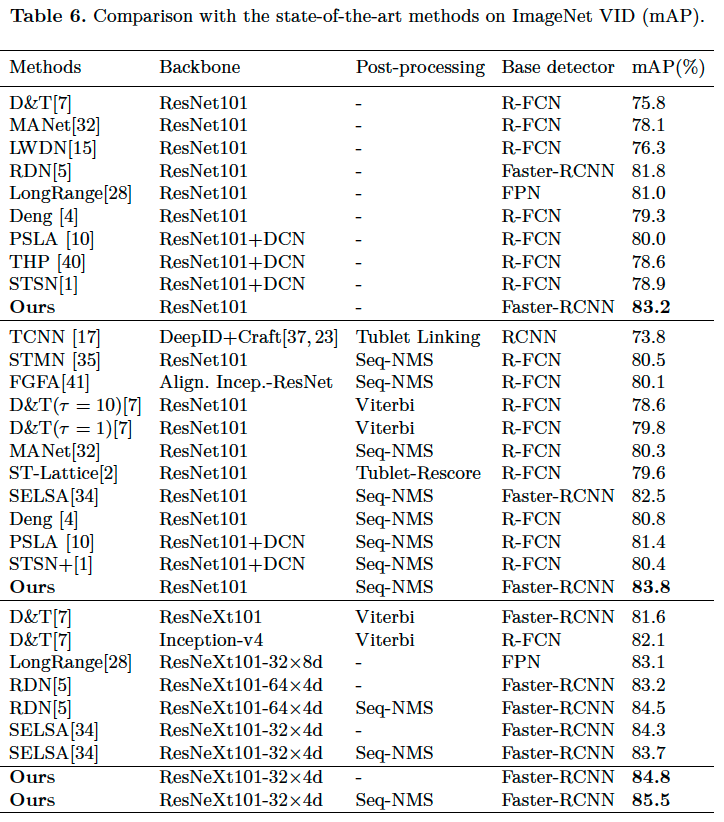 Table 6. Comparison with the state-of-the-art methods on ImageNet VID (mAP).
Methods Backbone Post-processing Base detector mAP(%)
D&T[7] ResNet101 - R-FCN 75.8
MANet[32] ResNet101 - R-FCN 78.1
LWDN[15] ResNet101 - R-FCN 76.3
RDN[5] ResNet101 - Faster-RCNN 81.8
LongRange[28] ResNet101 - FPN 81.0
Deng [4] ResNet101 - R-FCN 79.3
PSLA [10] ResNet101+DCN - R-FCN 80.0
THP [40] ResNet101+DCN - R-FCN 78.6
STSN[1] ResNet101+DCN - R-FCN 78.9
Ours ResNet101 - Faster-RCNN 83.2
TCNN [17] DeepID+Craft[37, 23] Tublet Linking RCNN 73.8
STMN [35] ResNet101 Seq-NMS R-FCN 80.5
FGFA[41] Align. Incep.-ResNet Seq-NMS R-FCN 80.1
D&T(τ = 10)[7] ResNet101 Viterbi R-FCN 78.6
D&T(τ = 1)[7] ResNet101 Viterbi R-FCN 79.8
MANet[32] ResNet101 Seq-NMS R-FCN 80.3
ST-Lattice[2] ResNet101 Tublet-Rescore R-FCN 79.6
SELSA[34] ResNet101 Seq-NMS Faster-RCNN 82.5
Deng [4] ResNet101 Seq-NMS R-FCN 80.8
PSLA [10] ResNet101+DCN Seq-NMS R-FCN 81.4
STSN+[1] ResNet101+DCN Seq-NMS R-FCN 80.4
Ours ResNet101 Seq-NMS Faster-RCNN 83.8
D&T[7] ResNeXt101 Viterbi Faster-RCNN 81.6
D&T[7] Inception-v4 Viterbi R-FCN 82.1
LongRange[28] ResNeXt101-32×8d - FPN 83.1
RDN[5] ResNeXt101-64×4d - Faster-RCNN 83.2
RDN[5] ResNeXt101-64×4d Seq-NMS Faster-RCNN 84.5
SELSA[34] ResNeXt101-32×4d - Faster-RCNN 84.3
SELSA[34] ResNeXt101-32×4d Seq-NMS Faster-RCNN 83.7
Ours ResNeXt101-32×4d - Faster-RCNN 84.8
Ours ResNeXt101-32×4d Seq-NMS Faster-RCNN 85.5